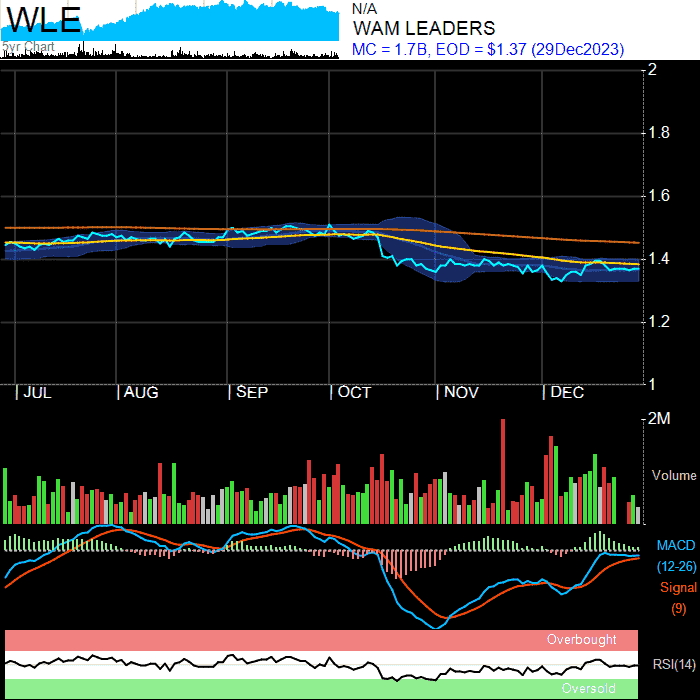 WLE
5yr Chart
N/A
WAM LEADERS
MC = 1.7B, EOD = $1.37 (29Dec2023)
2
1.8
1.6
1.4
1.2
1
| JUL | AUG | SEP | OCT | NOV | DEC
2M
Volume
MACD
(12-26)
Signal
(9)
Overbought
RSI(14)
Oversold